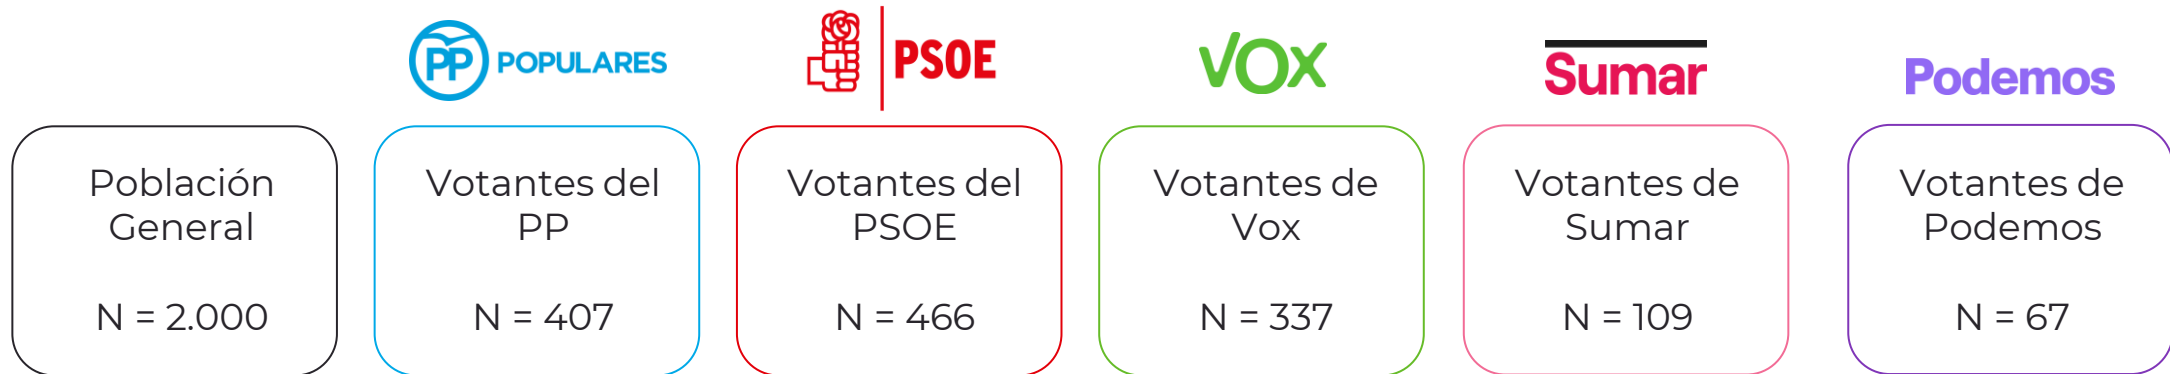 PP POPULARES
PSOE
VOX
Sumar
Podemos
Población
General
N = 2.000
Votantes del
PP
N = 407
Votantes del
PSOE
N = 466
Votantes de
Vox
N = 337
Votantes de
Sumar
N = 109
Votantes de
Podemos
N = 67